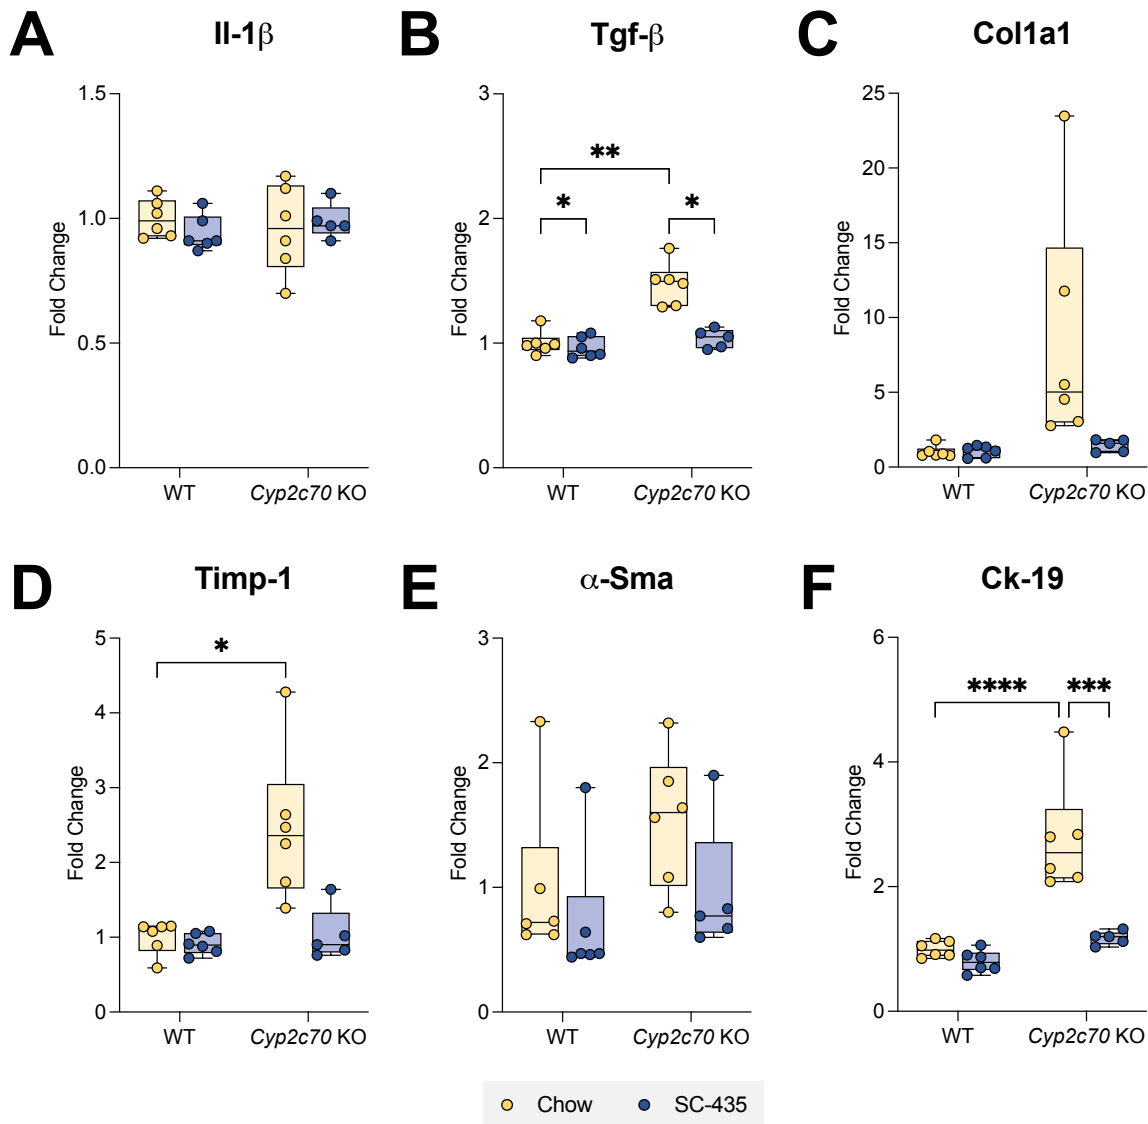 A
Il-1β
Fold Change
1.5
1.0
0.5
0.0
WT
Cyp2c70 KO
B
Tgf-β
Fold Change
3
2
1
0
**
*
*
WT
Cyp2c70 KO
C
Col1a1
Fold Change
25
20
15
10
5
0
WT
Cyp2c70 KO
D
Timp-1
Fold Change
5
4
3
2
1
0
*
WT
Cyp2c70 KO
E
α-Sma
Fold Change
3
2
1
0
WT
Cyp2c70 KO
F
Ck-19
Fold Change
6
4
2
0
****
***
WT
Cyp2c70 KO
Chow
SC-435